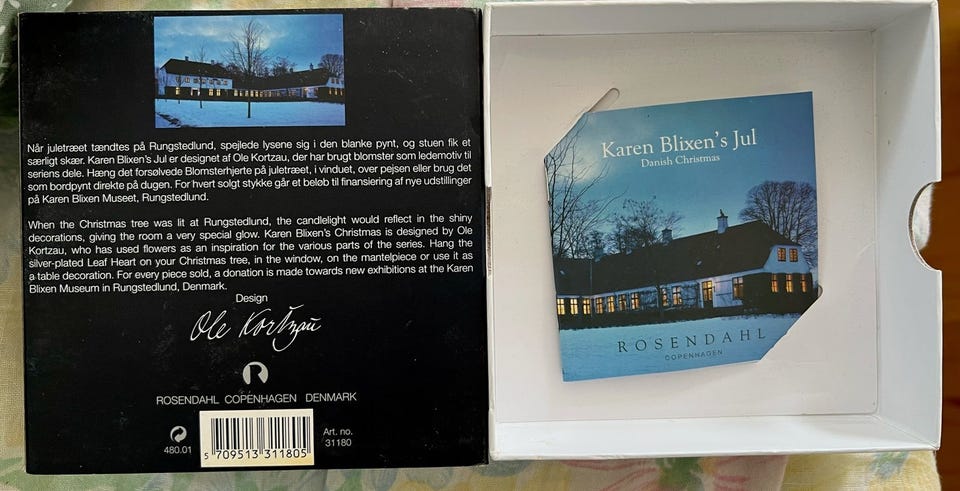 Når juletræet tændtes på Rungstedlund, spejlede lysene sig i den blanke pynt, og stuen fik et
særligt skær. Karen Blixen's Jul er designet af Ole Kortzau, der har brugt blomster som ledemotiv til
seriens dele. Hæng det forsølvede Blomsterhjerte på juletræet, i vinduet, over pejsen eller brug det
som bordpynt direkte på dugen. For hvert solgt stykke går et beløb til finansiering af nye udstillinger
på Karen Blixen Museet, Rungstedlund.
When the Christmas tree was lit at Rungstedlund, the candlelight would reflect in the shiny
decorations, giving the room a very special glow. Karen Blixen's Christmas is designed by Ole
Kortzau, who has used flowers as an inspiration for the various parts of the series. Hang the
silver-plated Leaf Heart on your Christmas tree, in the window, on the mantelpiece or use it as
a table decoration. For every piece sold, a donation is made towards new exhibitions at the Karen
Blixen Museum in Rungstedlund, Denmark.
Design
Ole Kortzau
ROSENDAHL COPENHAGEN DENMARK
480.01
5 709513 311805
Art. no.
31180
Karen Blixen's Jul
Danish Christmas
ROSENDAHL
COPENHAGEN